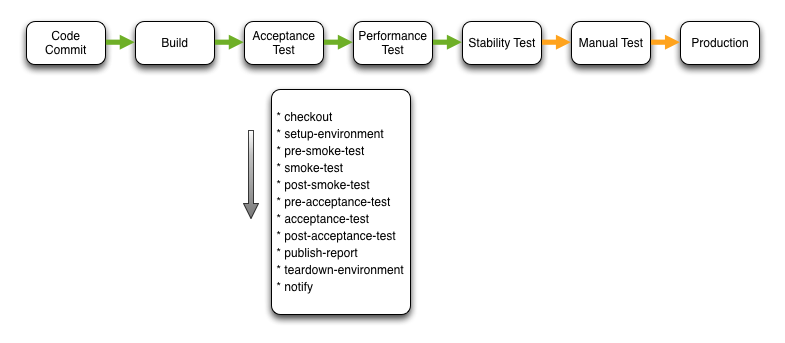 Code
Commit
Build
Acceptance
Test
Performance
Test
Stability Test
Manual Test
Production
* checkout
* setup-environment
* pre-smoke-test
* smoke-test
* post-smoke-test
* pre-acceptance-test
* acceptance-test
* post-acceptance-test
* publish-report
* teardown-environment
* notify